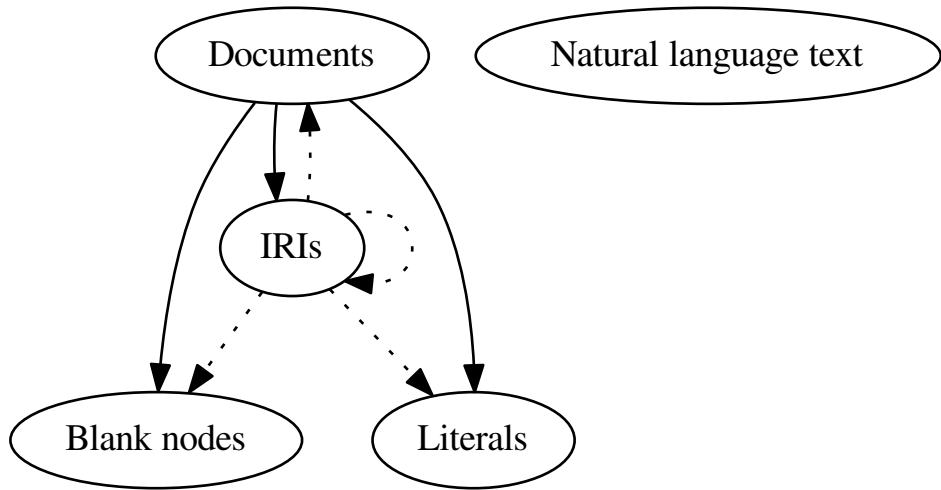 Documents
Natural language text
IRIs
Blank nodes
Literals